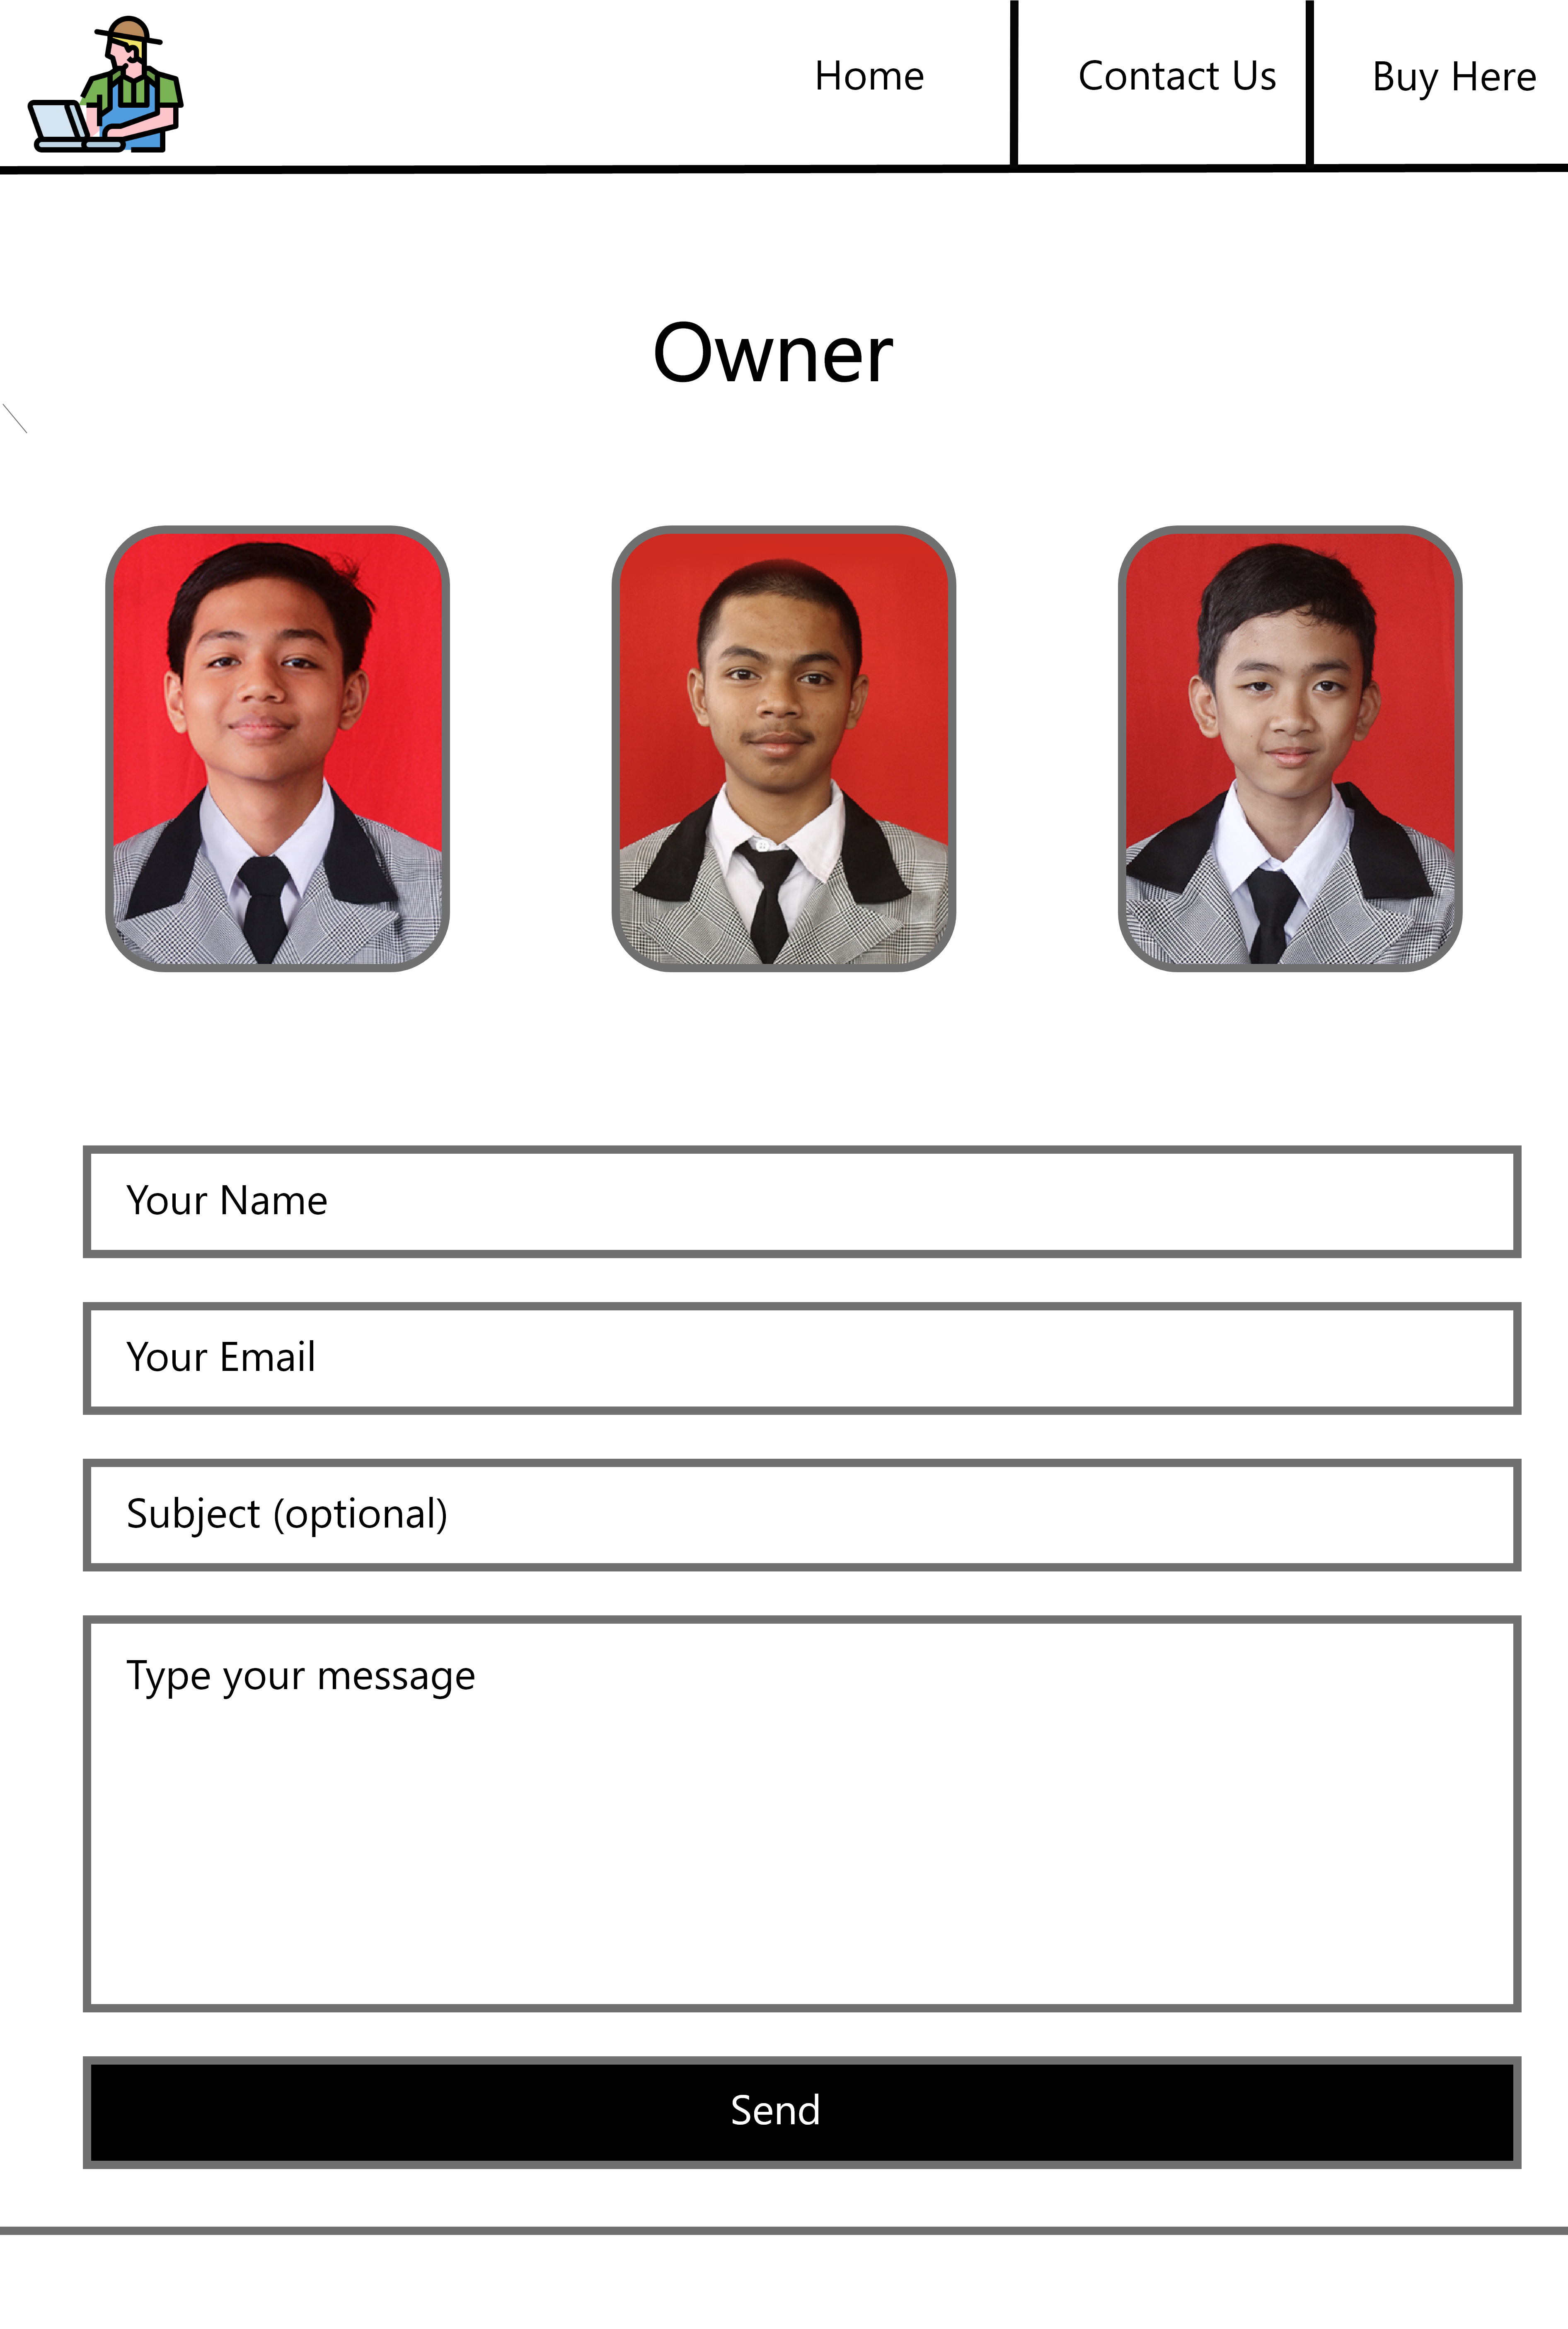 Home
Contact Us
Buy Here
Owner
Your Name
Your Email
Subject (optional)
Type your message
Send